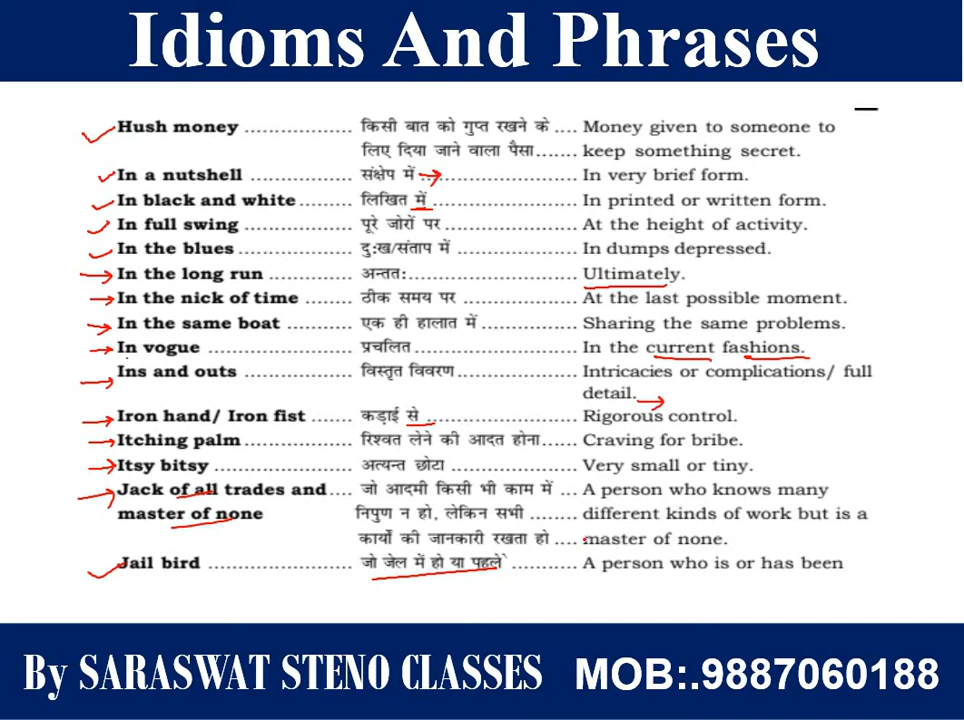 Idioms And Phrases
Hush money .................. किसी बात को गुप्त रखने के .... Money given to someone to
लिए दिया जाने वाला पैसा....... keep something secret.
In a nutshell ................. संक्षेप में ......................... In very brief form.
In black and white......... लिखित में ........................ In printed or written form.
In full swing .................. पूरे जोरों पर ...................... At the height of activity.
In the blues ................... दु:ख/संताप में ................... In dumps depressed.
In the long run .............. अन्तत:............................ Ultimately.
In the nick of time ........ ठीक समय पर .................... At the last possible moment.
In the same boat ............ एक ही हालात में ................ Sharing the same problems.
In vogue ........................ प्रचलित........................... In the current fashions.
Ins and outs .................. विस्तृत विवरण................... Intricacies or complications/ full
detail.
Iron hand/ Iron fist ....... कड़ाई से ......................... Rigorous control.
Itching palm.................. रिश्वत लेने की आदत होना...... Craving for bribe.
Itsy bitsy ...................... अत्यन्त छोटा .................... Very small or tiny.
Jack of all trades and .... जो आदमी किसी भी काम में ... A person who knows many
master of none निपुण न हो, लेकिन सभी ........ different kinds of work but is a
कार्यों की जानकारी रखता हो .... master of none.
Jail bird ........................ जो जेल में हो या पहले ........... A person who is or has been
By SARASWAT STENO CLASSES MOB:.9887060188